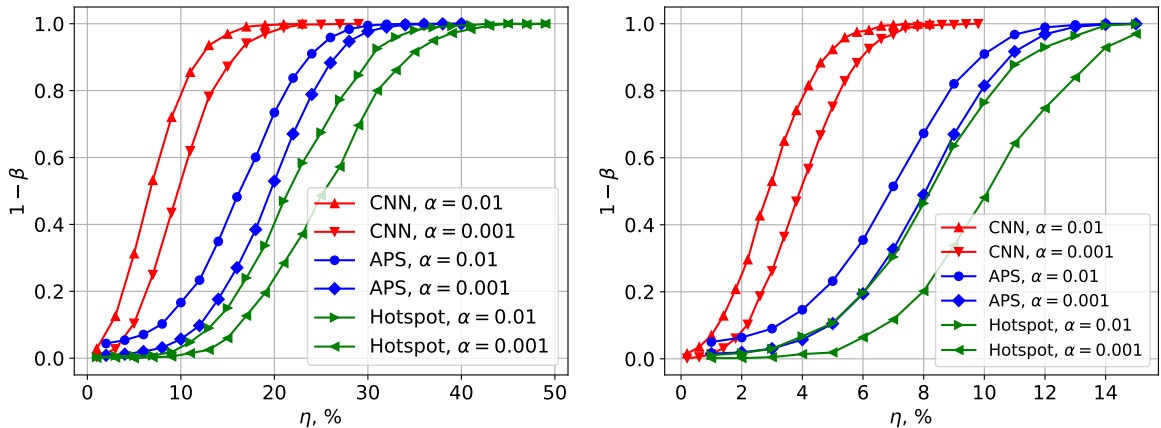 1.0
0.8
0.6
0.4
0.2
0.0
1 − β
0 10 20 30 40 50
η, %
CNN, α = 0.01
CNN, α = 0.001
APS, α = 0.01
APS, α = 0.001
Hotspot, α = 0.01
Hotspot, α = 0.001
1.0
0.8
0.6
0.4
0.2
0.0
1 − β
0 2 4 6 8 10 12 14
η, %
CNN, α = 0.01
CNN, α = 0.001
APS, α = 0.01
APS, α = 0.001
Hotspot, α = 0.01
Hotspot, α = 0.001